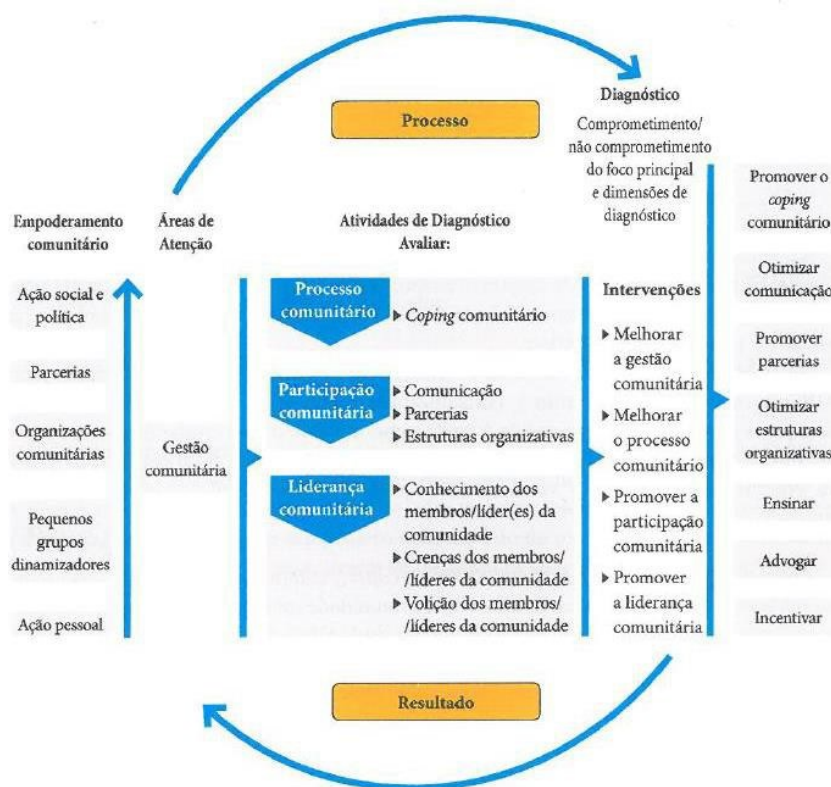 Processo
Diagnóstico
Comprometimento/
não comprometimento
do foco principal
e dimensões de
diagnóstico
Empoderamento
comunitário
Ação social e
política
Parcerias
Organizações
comunitárias
Pequenos
grupos
dinamizadores
Ação pessoal
Áreas de
Atenção
Gestão
comunitária
Atividades de Diagnóstico
Avaliar:
Processo
comunitário
▸ Coping comunitário
Participação
comunitária
▸ Comunicação
▸ Parcerias
▸ Estruturas organizativas
Liderança
comunitária
▸ Conhecimento dos
membros/líder(es) da
comunidade
▸ Crenças dos membros/
/líderes da comunidade
▸ Volição dos membros/
/líderes da comunidade
Intervenções
▸ Melhorar
a gestão
comunitária
▸ Melhorar
o processo
comunitário
▸ Promover a
participação
comunitária
▸ Promover
a liderança
comunitária
Promover o
coping
comunitário
Otimizar
comunicação
Promover
parcerias
Otimizar
estruturas
organizativas
Ensinar
Advogar
Incentivar
Resultado